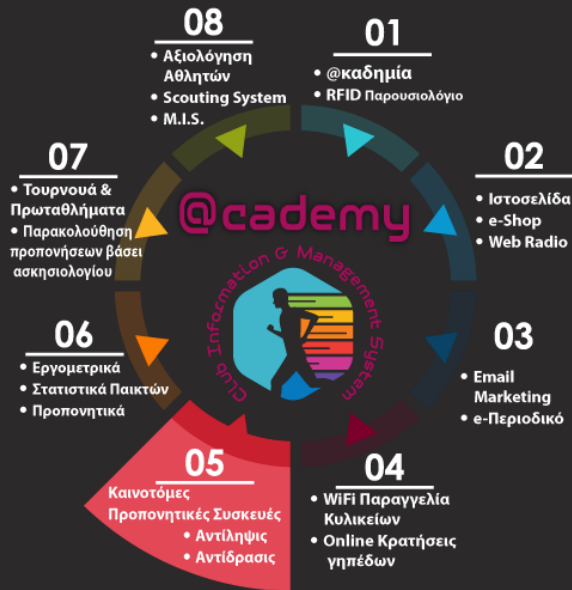 08
• Αξιολόγηση
Αθλητών
• Scouting System
• M.I.S.
01
• @καδημία
• RFID Παρουσιολόγιο
02
• Ιστοσελίδα
• e-Shop
• Web Radio
03
• Email
Marketing
• e-Περιοδικό
04
• WiFi Παραγγελία
Κυλικείων
• Online Κρατήσεις
γηπέδων
05
Καινοτόμες
Προπονητικές Συσκευές
• Αντίληψις
• Αντίδρασις
06
• Εργομετρικά
• Στατιστικά Παικτών
• Προπονητικά
07
• Τουρνουά &
Πρωταθλήματα
• Παρακολούθηση
προπονήσεων βάσει
ασκησιολογίου
@cademy
Club Information & Management System